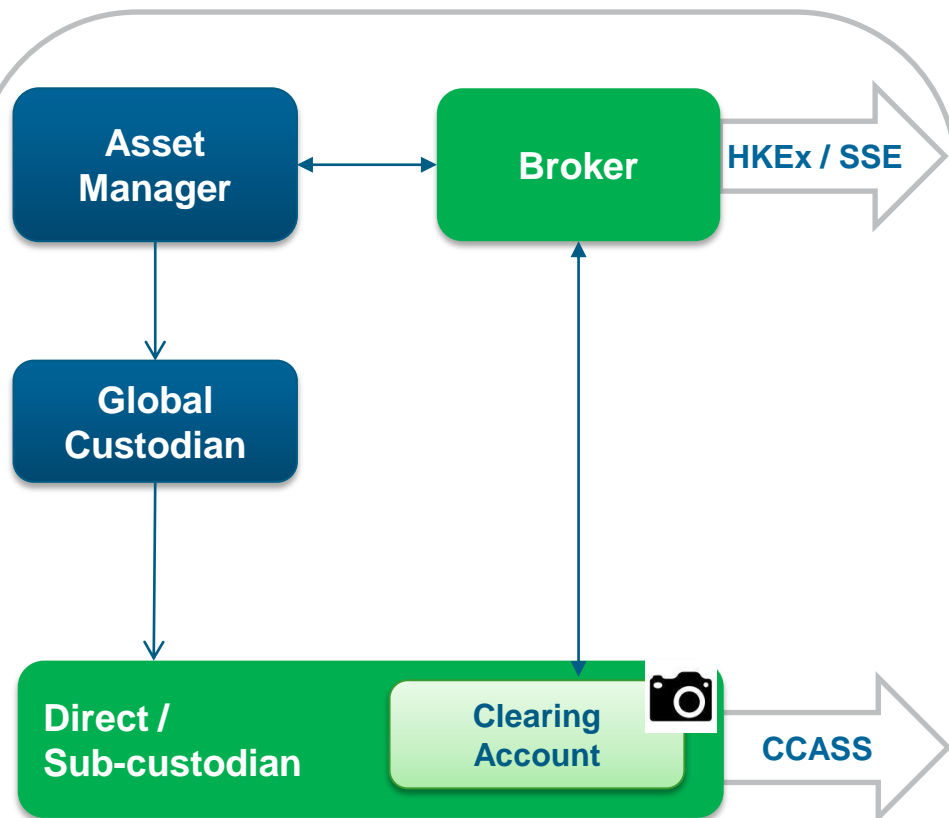 Asset
Manager
Broker
HKEx / SSE
Global
Custodian
Direct /
Sub-custodian
Clearing
Account
CCASS